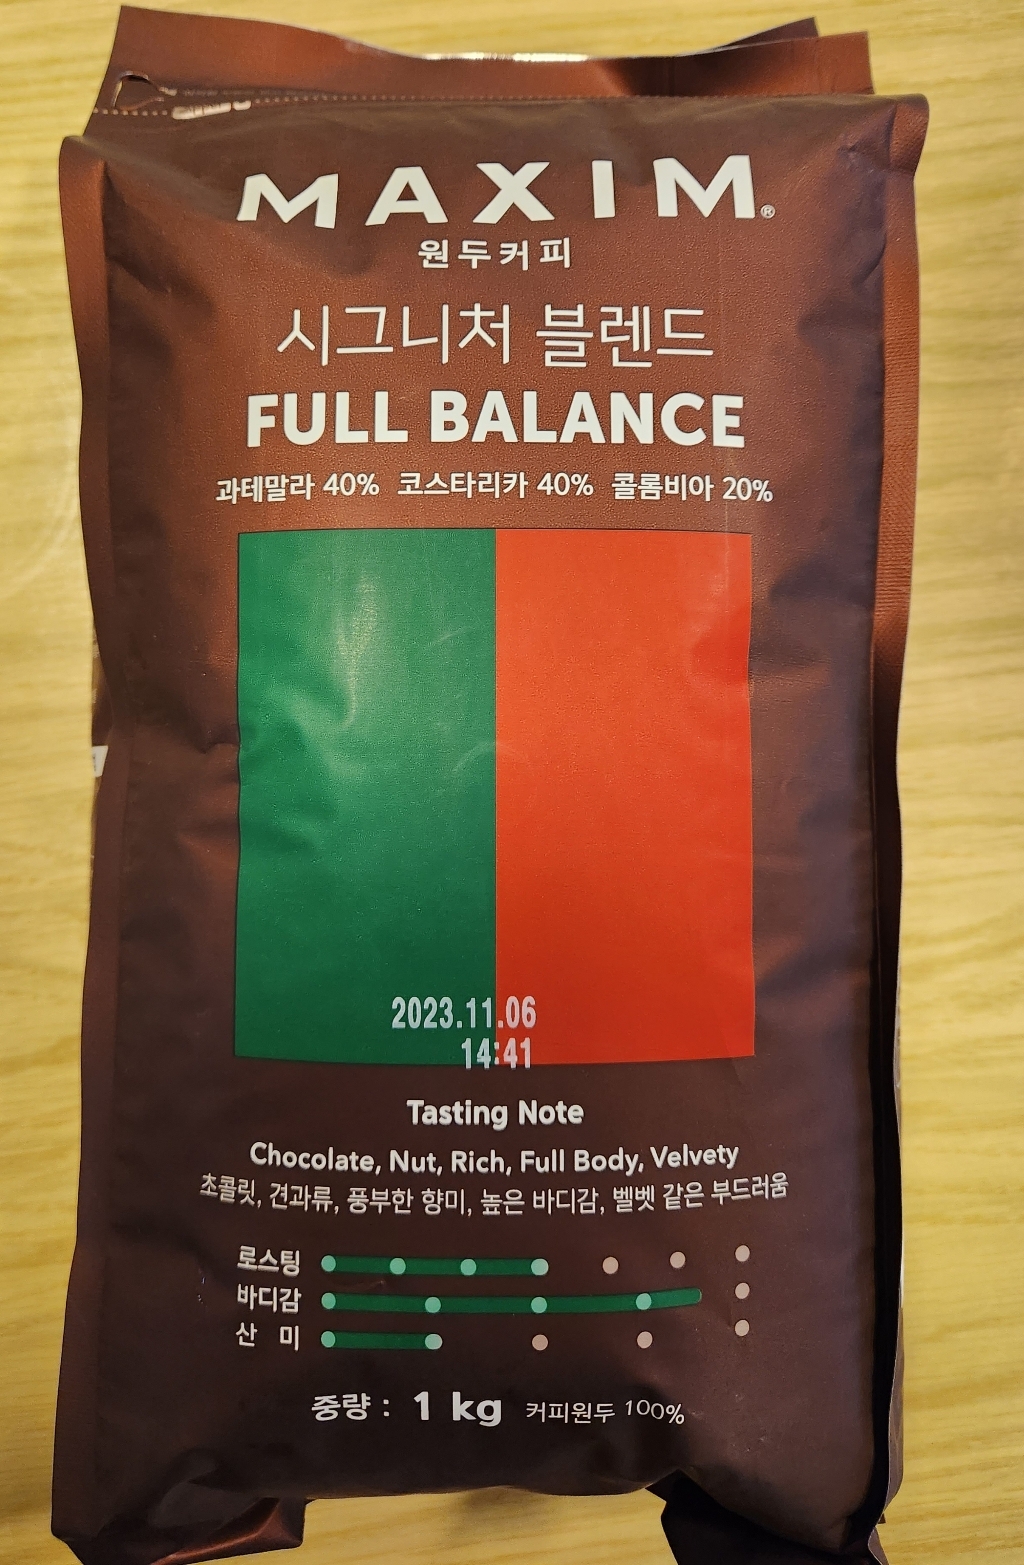 MAXIM®
원두커피
시그니처 블렌드
FULL BALANCE
과테말라 40% 코스타리카 40% 콜롬비아 20%
2023.11.06
14:41
Tasting Note
Chocolate, Nut, Rich, Full Body, Velvety
초콜릿, 견과류, 풍부한 향미, 높은 바디감, 벨벳 같은 부드러움
로스팅
바디감
산 미
중량 : 1 kg 커피원두 100%